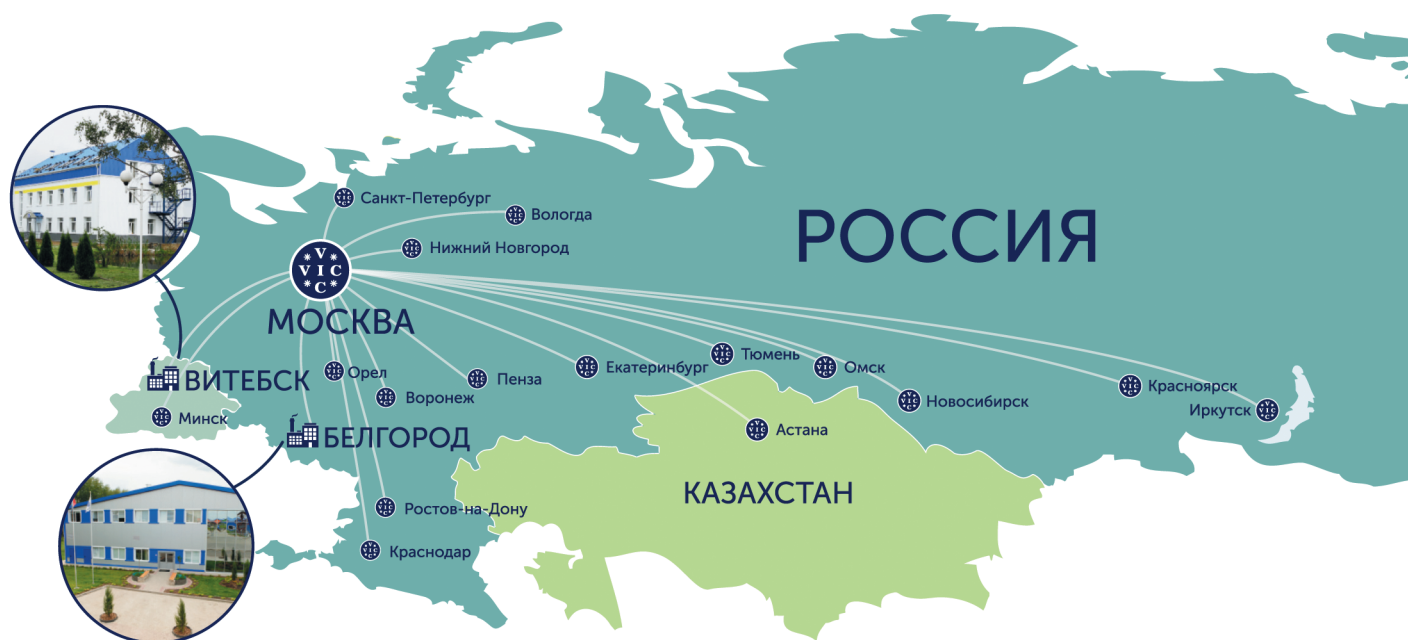 Санкт-Петербург
Вологда
Нижний Новгород
РОССИЯ
V
VIC
C
МОСКВА
Орел
Воронеж
Пенза
Екатеринбург
Тюмень
Омск
Новосибирск
Красноярск
Иркутск
ВИТЕБСК
Минск
БЕЛГОРОД
Астана
КАЗАХСТАН
Ростов-на-Дону
Краснодар